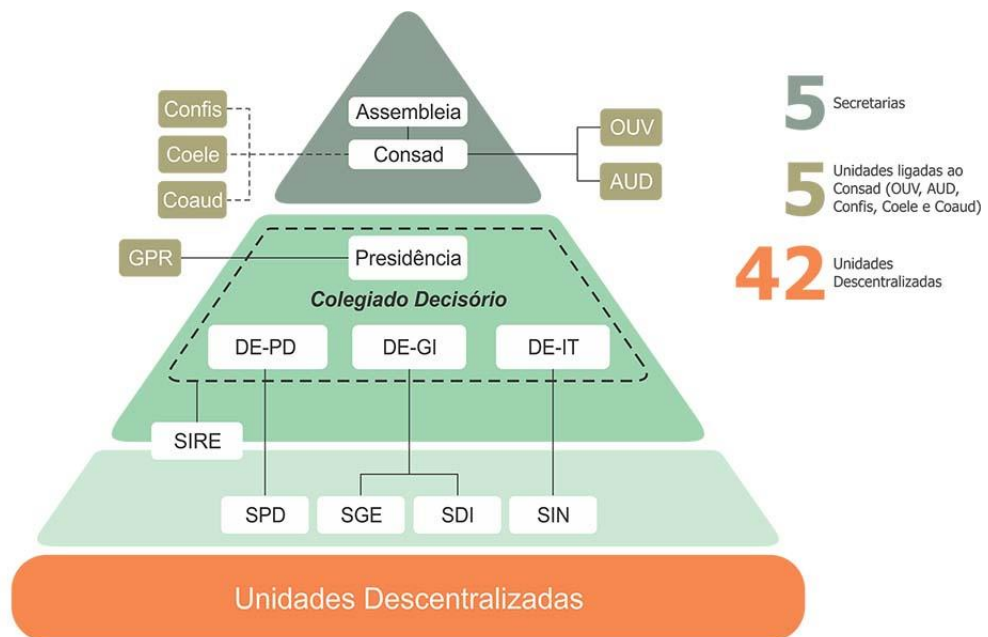 Assembleia
Consad
Confis
Coele
Coaud
OUV
AUD
GPR
Presidência
Colegiado Decisório
DE-PD
DE-GI
DE-IT
SIRE
SPD
SGE
SDI
SIN
Unidades Descentralizadas
5
Secretarias
5
Unidades ligadas ao
Consad (OUV, AUD,
Confis, Coele e Coaud)
42
Unidades
Descentralizadas